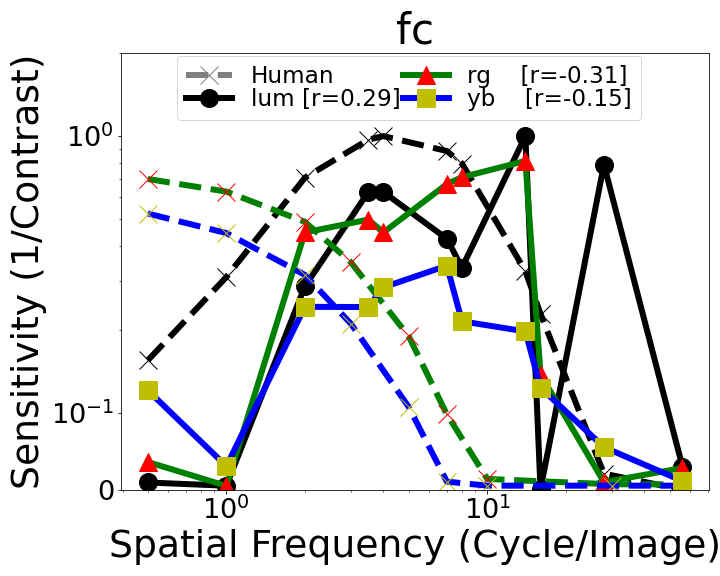 fc
Human
lum [r=0.29]
rg [r=-0.31]
yb [r=-0.15]
Sensitivity (1/Contrast)
10⁰
10⁻¹
0
10⁰ 10¹
Spatial Frequency (Cycle/Image)